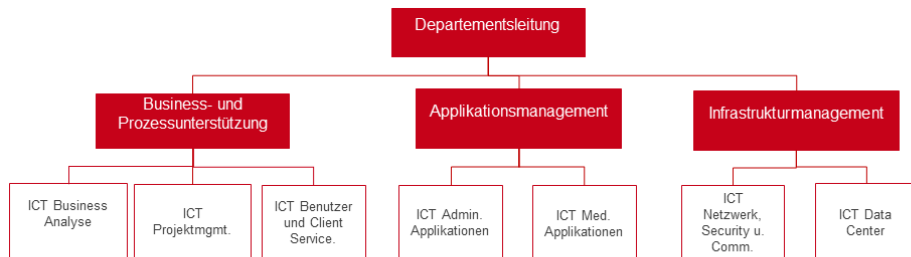 Departementsleitung
Business- und
Prozessunterstützung
Applikationsmanagement
Infrastrukturmanagement
ICT Business
Analyse
ICT
Projektmgmt.
ICT Benutzer
und Client
Service.
ICT Admin.
Applikationen
ICT Med.
Applikationen
ICT
Netzwerk,
Security u.
Comm.
ICT Data
Center